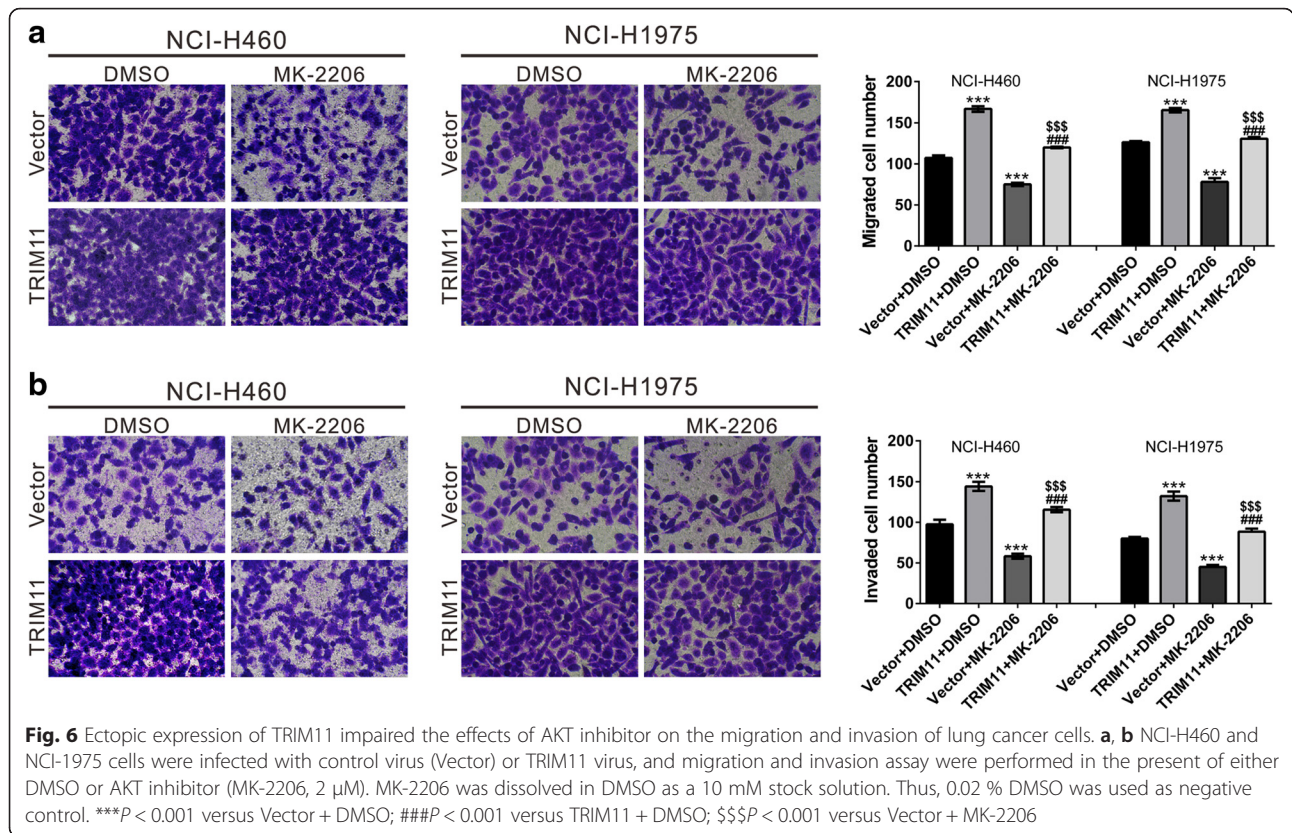 a
NCI-H460
NCI-H1975
DMSO MK-2206
DMSO MK-2206
Vector
TRIM11
Migrated cell number
200
150
100
50
0
NCI-H460
NCI-H1975
***
***
$$$
###
***
***
$$$
###
Vector+DMSO
TRIM11+DMSO
Vector+MK-2206
TRIM11+MK-2206
Vector+DMSO
TRIM11+DMSO
Vector+MK-2206
TRIM11+MK-2206
b
NCI-H460
NCI-H1975
DMSO MK-2206
DMSO MK-2206
Vector
TRIM11
Invaded cell number
200
150
100
50
0
NCI-H460
NCI-H1975
***
***
$$$
###
***
***
$$$
###
Vector+DMSO
TRIM11+DMSO
Vector+MK-2206
TRIM11+MK-2206
Vector+DMSO
TRIM11+DMSO
Vector+MK-2206
TRIM11+MK-2206
Fig. 6 Ectopic expression of TRIM11 impaired the effects of AKT inhibitor on the migration and invasion of lung cancer cells. a, b NCI-H460 and
NCI-1975 cells were infected with control virus (Vector) or TRIM11 virus, and migration and invasion assay were performed in the present of either
DMSO or AKT inhibitor (MK-2206, 2 μM). MK-2206 was dissolved in DMSO as a 10 mM stock solution. Thus, 0.02 % DMSO was used as negative
control. ***P < 0.001 versus Vector + DMSO; ###P < 0.001 versus TRIM11 + DMSO; $$$P < 0.001 versus Vector + MK-2206